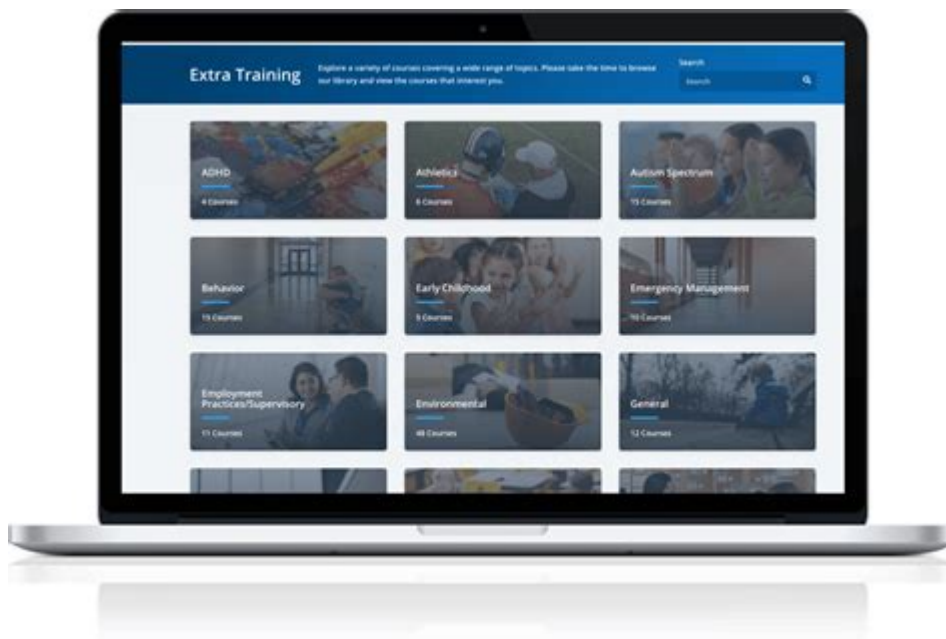 Extra Training
Explore a variety of courses covering a wide range of topics. Please take the time to browse
our library and view the courses that interest you.
Search
Search
ADHD
4 Courses
Athletics
6 Courses
Autism Spectrum
15 Courses
Behavior
15 Courses
Early Childhood
5 Courses
Emergency Management
10 Courses
Employment
Practices/Supervisory
11 Courses
Environmental
48 Courses
General
12 Courses